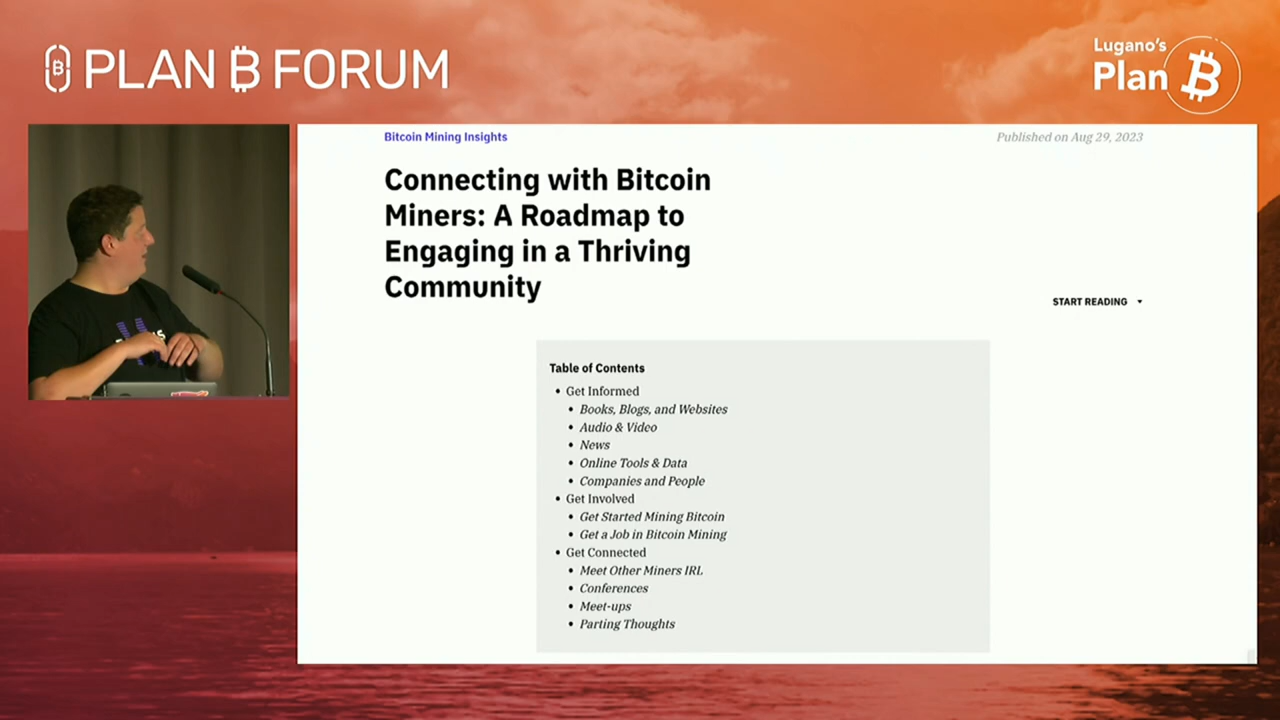 PLAN ₿ FORUM
Lugano's
Plan ₿
Bitcoin Mining Insights
Published on Aug 29, 2023
Connecting with Bitcoin
Miners: A Roadmap to
Engaging in a Thriving
Community
START READING
Table of Contents
• Get Informed
• Books, Blogs, and Websites
• Audio & Video
• News
• Online Tools & Data
• Companies and People
• Get Involved
• Get Started Mining Bitcoin
• Get a Job in Bitcoin Mining
• Get Connected
• Meet Other Miners IRL
• Conferences
• Meet-ups
• Parting Thoughts